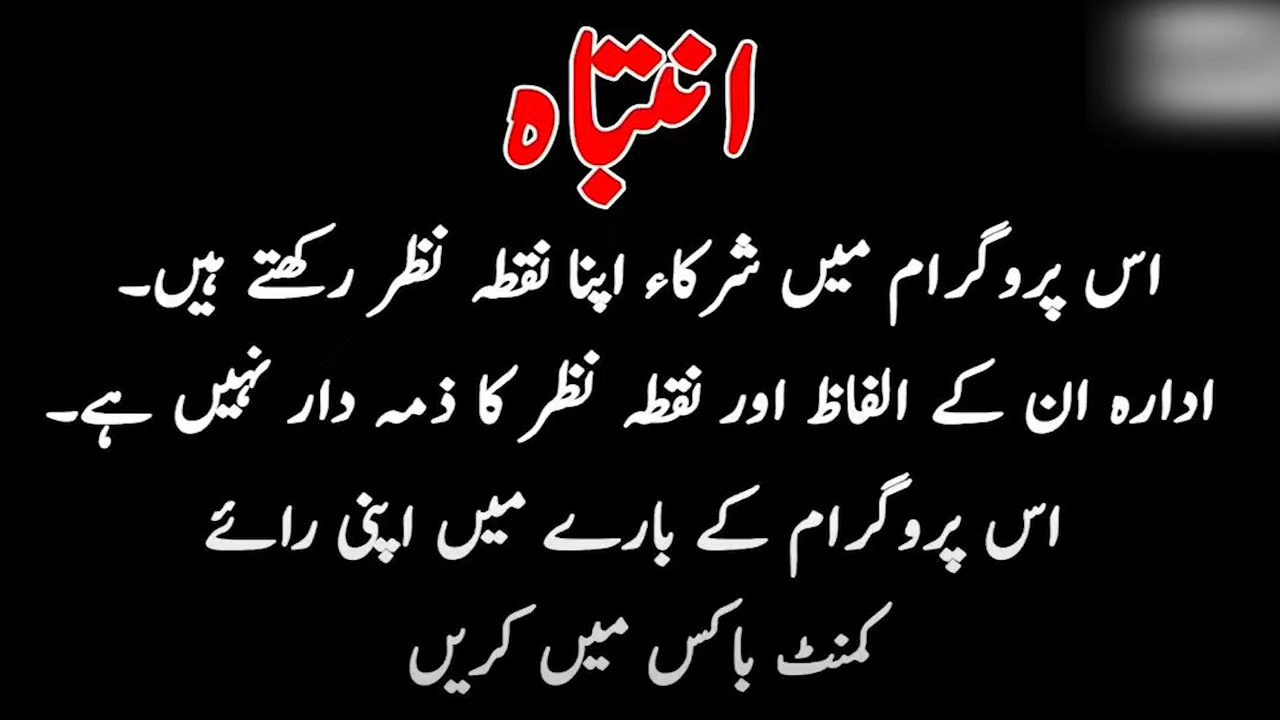 انتباہ
اس پروگرام میں شرکاء اپنا نقطہ نظر رکھتے ہیں۔
ادارہ ان کے الفاظ اور نقطہ نظر کا ذمہ دار نہیں ہے۔
اس پروگرام کے بارے میں اپنی رائے
کمنٹ باکس میں کریں